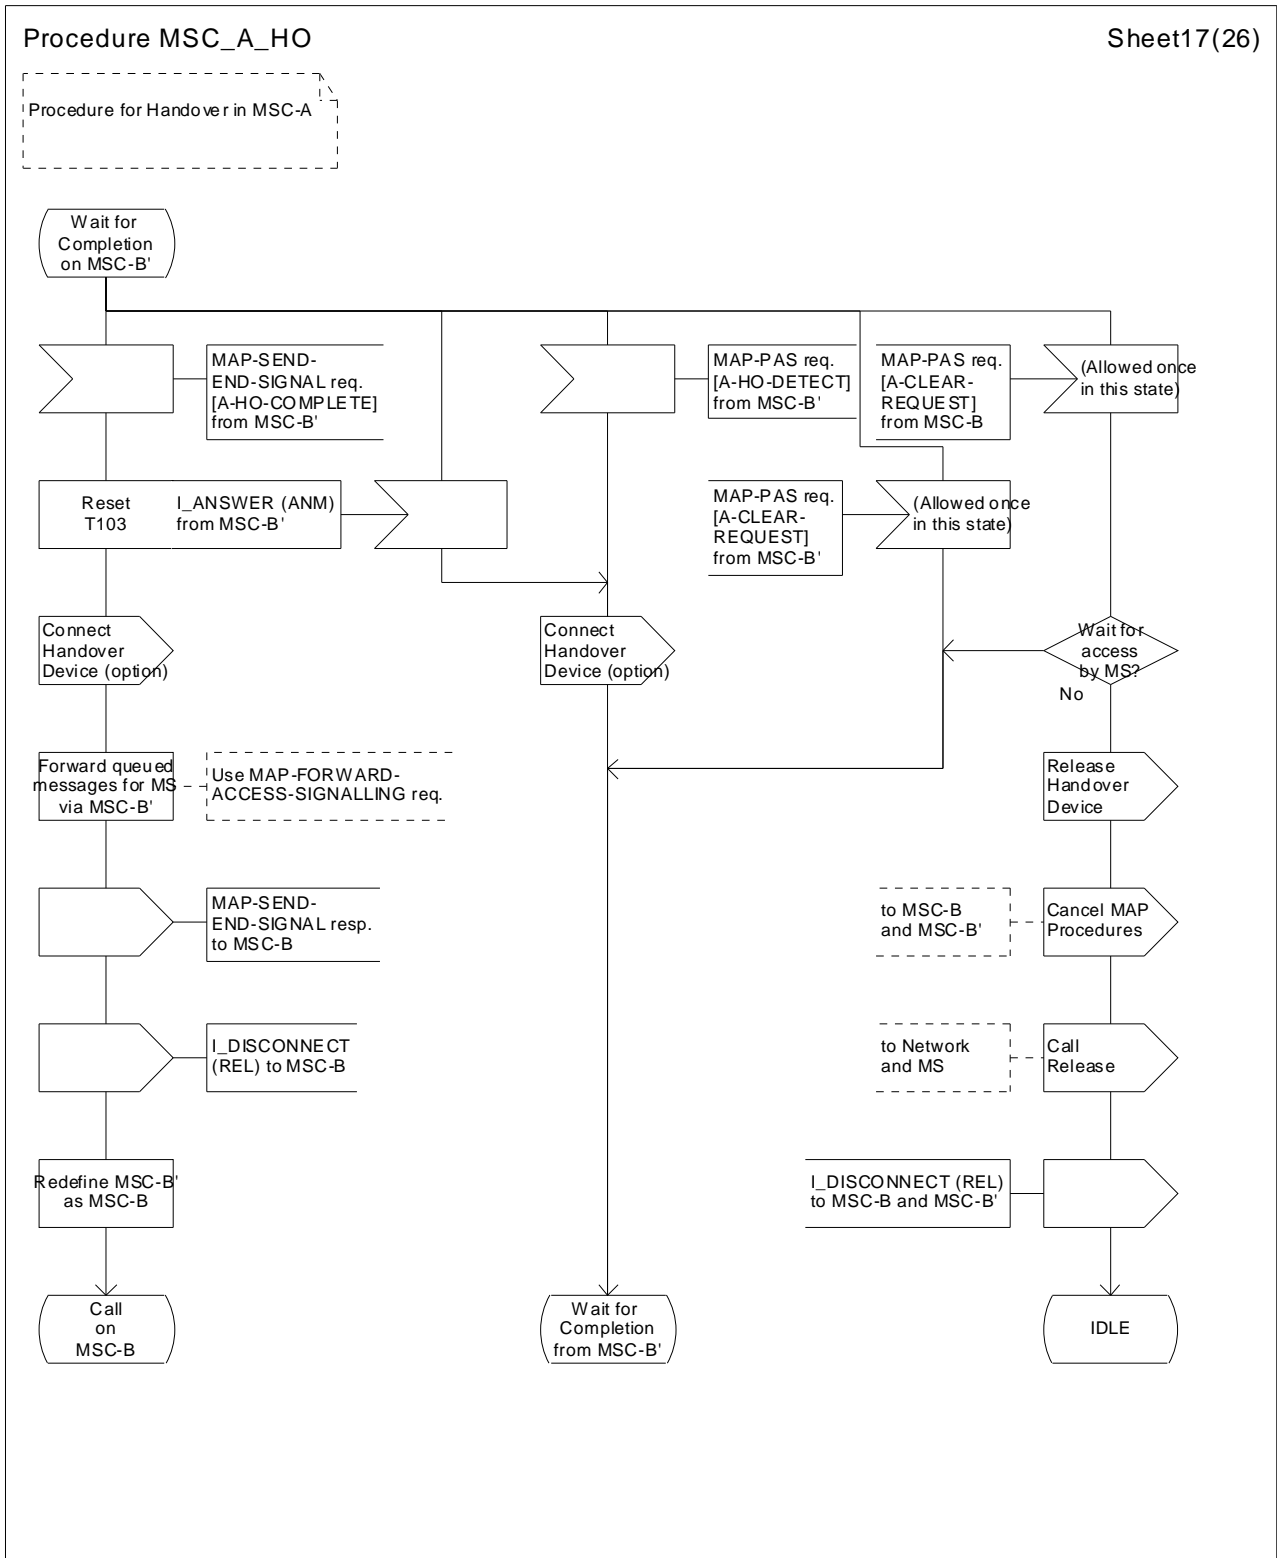 Procedure MSC_A_HO
Sheet17(26)
Procedure for Handover in MSC-A
Wait for
Completion
on MSC-B'
MAP-SEND-
END-SIGNAL req.
[A-HO-COMPLETE]
from MSC-B'
MAP-PAS req.
[A-HO-DETECT]
from MSC-B'
MAP-PAS req.
[A-CLEAR-
REQUEST]
from MSC-B
(Allowed once
in this state)
Reset
T103
I_ANSWER (ANM)
from MSC-B'
MAP-PAS req.
[A-CLEAR-
REQUEST]
from MSC-B'
(Allowed once
in this state)
Connect
Handover
Device (option)
Connect
Handover
Device (option)
Wait for
access
by MS?
No
Forward queued
messages for MS
via MSC-B'
Use MAP-FORWARD-
ACCESS-SIGNALLING req.
Release
Handover
Device
MAP-SEND-
END-SIGNAL resp.
to MSC-B
to MSC-B
and MSC-B'
Cancel MAP
Procedures
I_DISCONNECT
(REL) to MSC-B
to Network
and MS
Call
Release
Redefine MSC-B'
as MSC-B
I_DISCONNECT (REL)
to MSC-B and MSC-B'
Call
on
MSC-B
Wait for
Completion
from MSC-B'
IDLE